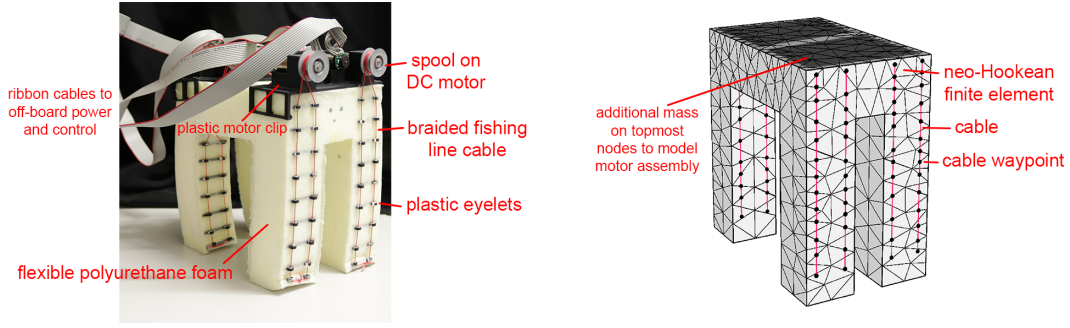 ribbon cables to
off-board power
and control
plastic motor clip
spool on
DC motor
braided fishing
line cable
plastic eyelets
flexible polyurethane foam
additional mass
on topmost
nodes to model
motor assembly
neo-Hookean
finite element
cable
cable waypoint